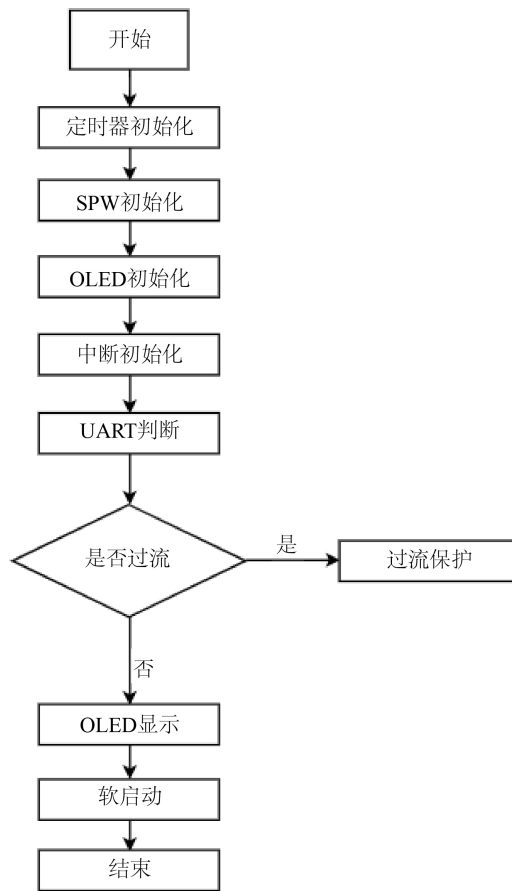 开始
定时器初始化
SPW初始化
OLED初始化
中断初始化
UART判断
是否过流
是
过流保护
否
OLED显示
软启动
结束